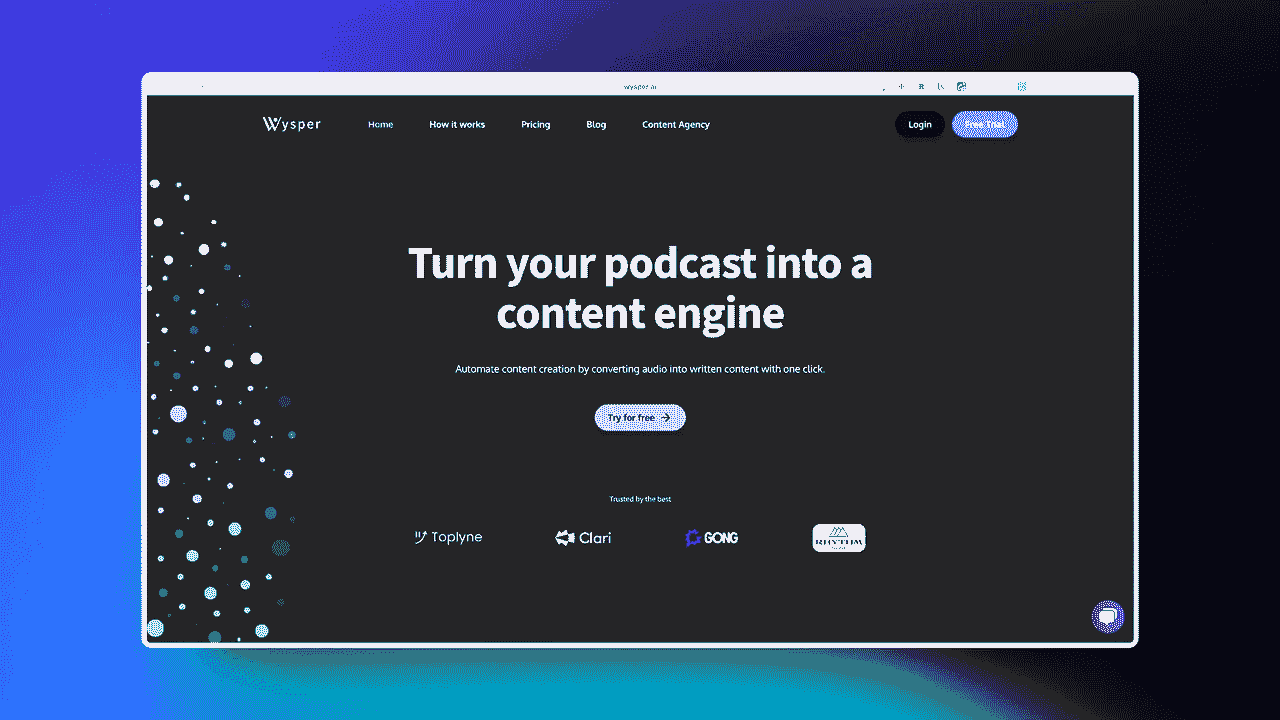 wysper.ai
Wysper
Home
How it works
Pricing
Blog
Content Agency
Login
Free Trial
Turn your podcast into a
content engine
Automate content creation by converting audio into written content with one click.
Try for free
Trusted by the best
Toplyne
Clari
GONG
RHYTHM